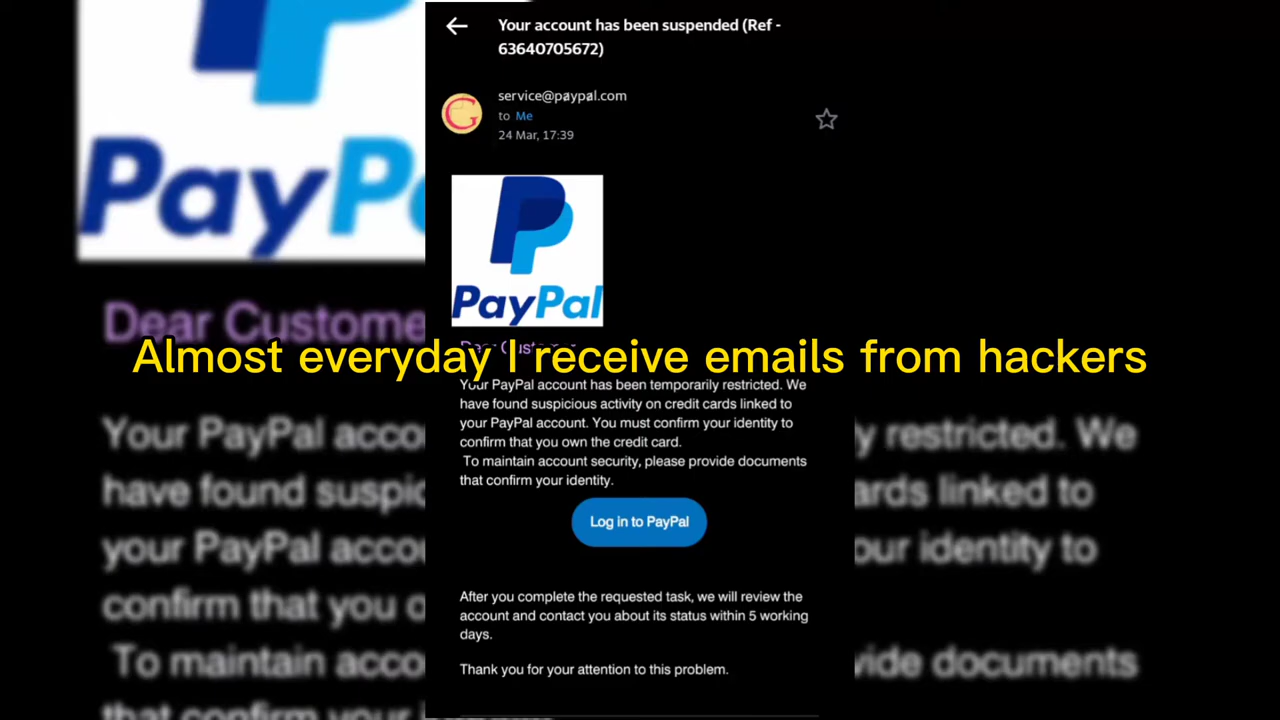 Your account has been suspended (Ref -
63640705672)
service@pⱥypⱥl.com
to Me
24 Mar, 17:39
PayPal
PayP
Dear Custome
Almost everyday I receive emails from hackers
Your PayPal account has been temporarily restricted. We
have found suspicious activity on credit cards linked to
your PayPal account. You must confirm your identity to
confirm that you own the credit card.
To maintain account security, please provide documents
that confirm your identity.
Log in to PayPal
After you complete the requested task, we will review the
account and contact you about its status within 5 working
days.
Thank you for your attention to this problem.
Your PayPal acco
have found suspic
your PayPal accou
confirm that you o
To maintain acco
that confirm your i
y restricted. We
ards linked to
our identity to
vide documents